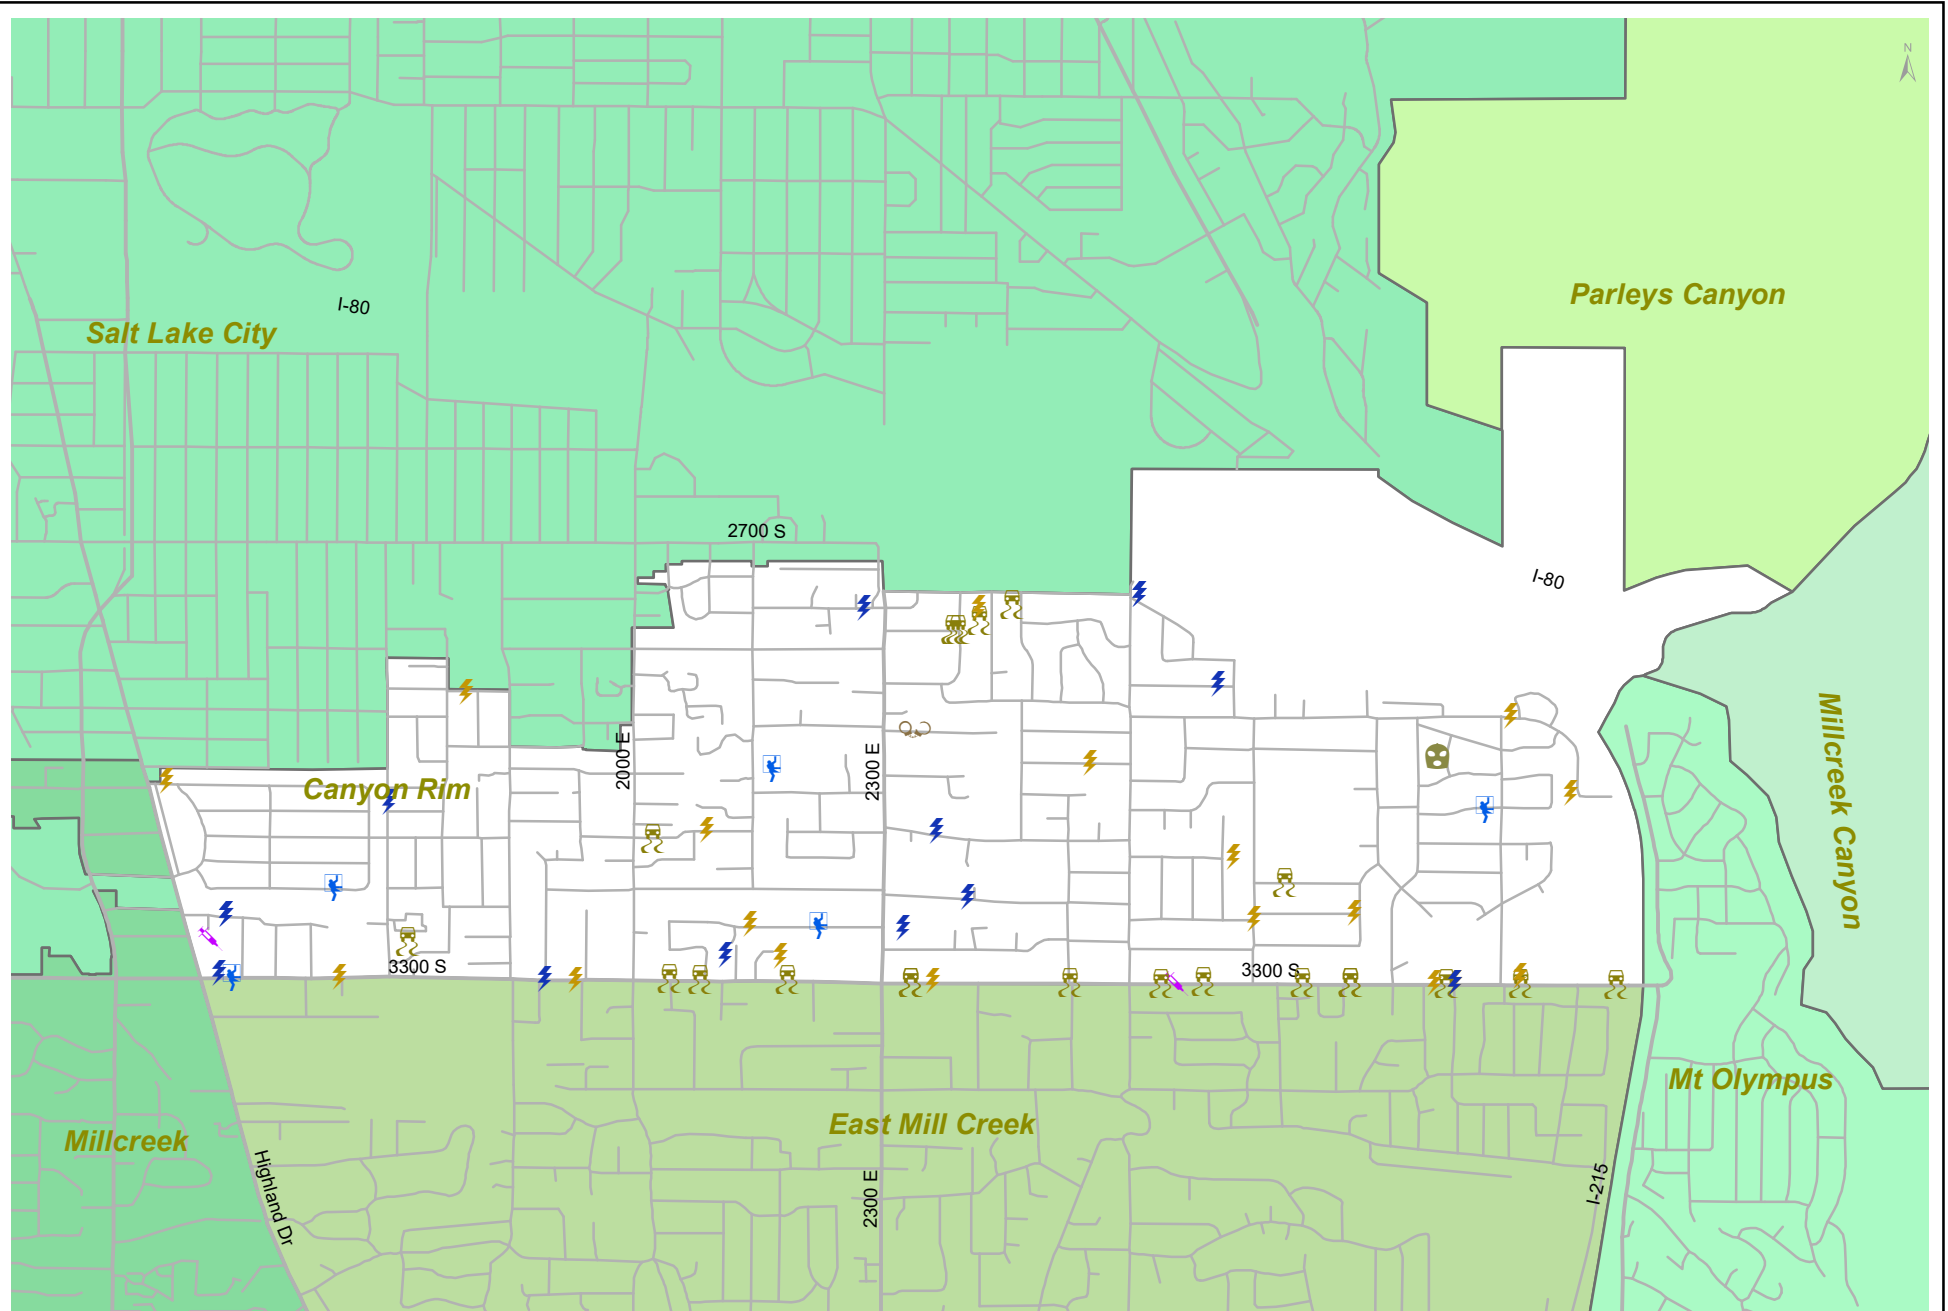 N
Parleys Canyon
I-80
Salt Lake City
2700 S
I-80
Millcreek Canyon
2000 E
2300 E
Canyon Rim
3300 S
3300 S
Mt Olympus
East Mill Creek
Millcreek
Highland Dr
2300 E
I-215